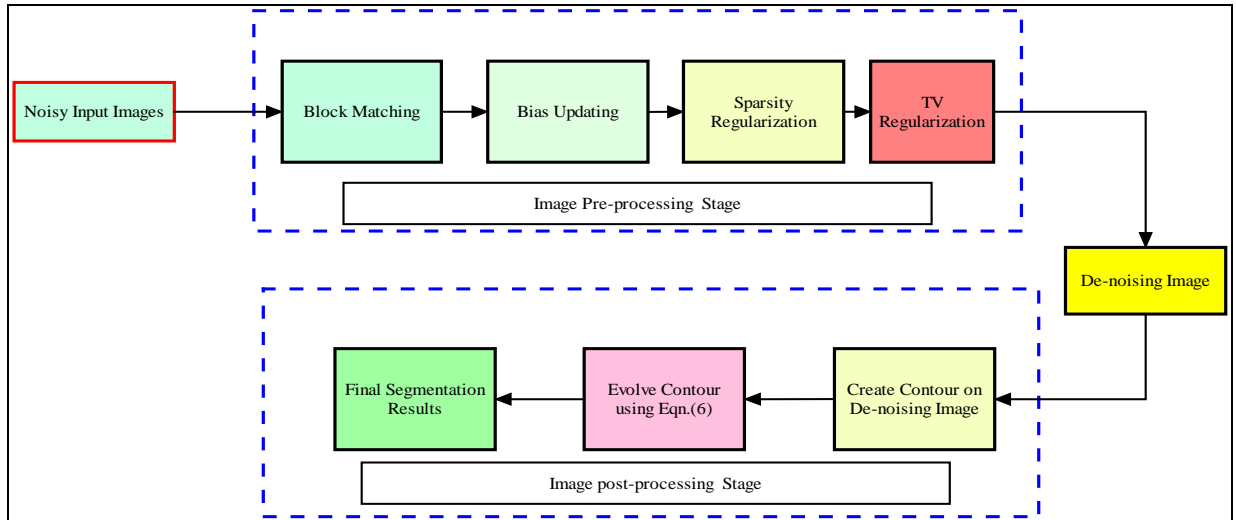 Noisy Input Images
Block Matching
Bias Updating
Sparsity
Regularization
TV
Regularization
Image Pre-processing Stage
De-noising Image
Create Contour on
De-noising Image
Evolve Contour
using Eqn.(6)
Final Segmentation
Results
Image post-processing Stage